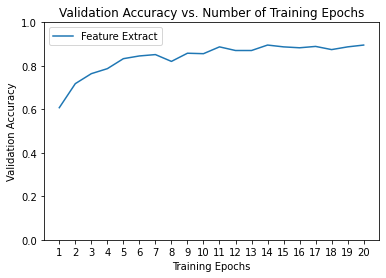 Validation Accuracy vs. Number of Training Epochs
Feature Extract
1.0
0.8
0.6
0.4
0.2
0.0
Validation Accuracy
1 2 3 4 5 6 7 8 9 10 11 12 13 14 15 16 17 18 19 20
Training Epochs